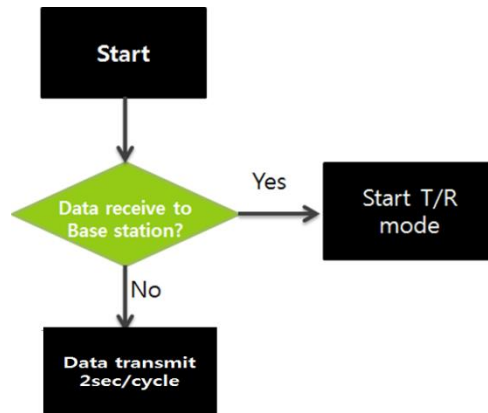 Start
Data receive to
Base station?
Yes
Start T/R
mode
No
Data transmit
2sec/cycle